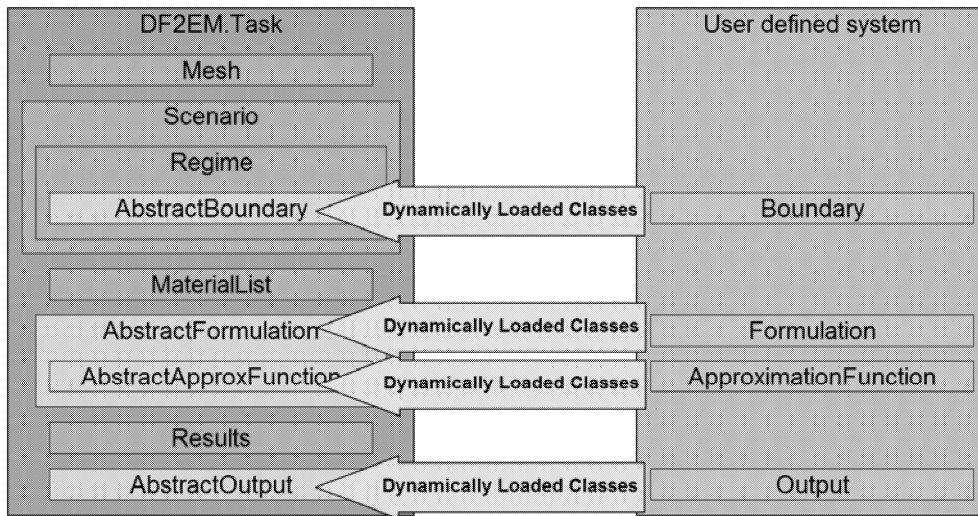 DF2EM.Task
User defined system
Mesh
Scenario
Regime
AbstractBoundary
Dynamically Loaded Classes
Boundary
MaterialList
AbstractFormulation
Dynamically Loaded Classes
Formulation
AbstractApproxFunction
Dynamically Loaded Classes
ApproximationFunction
Results
AbstractOutput
Dynamically Loaded Classes
Output